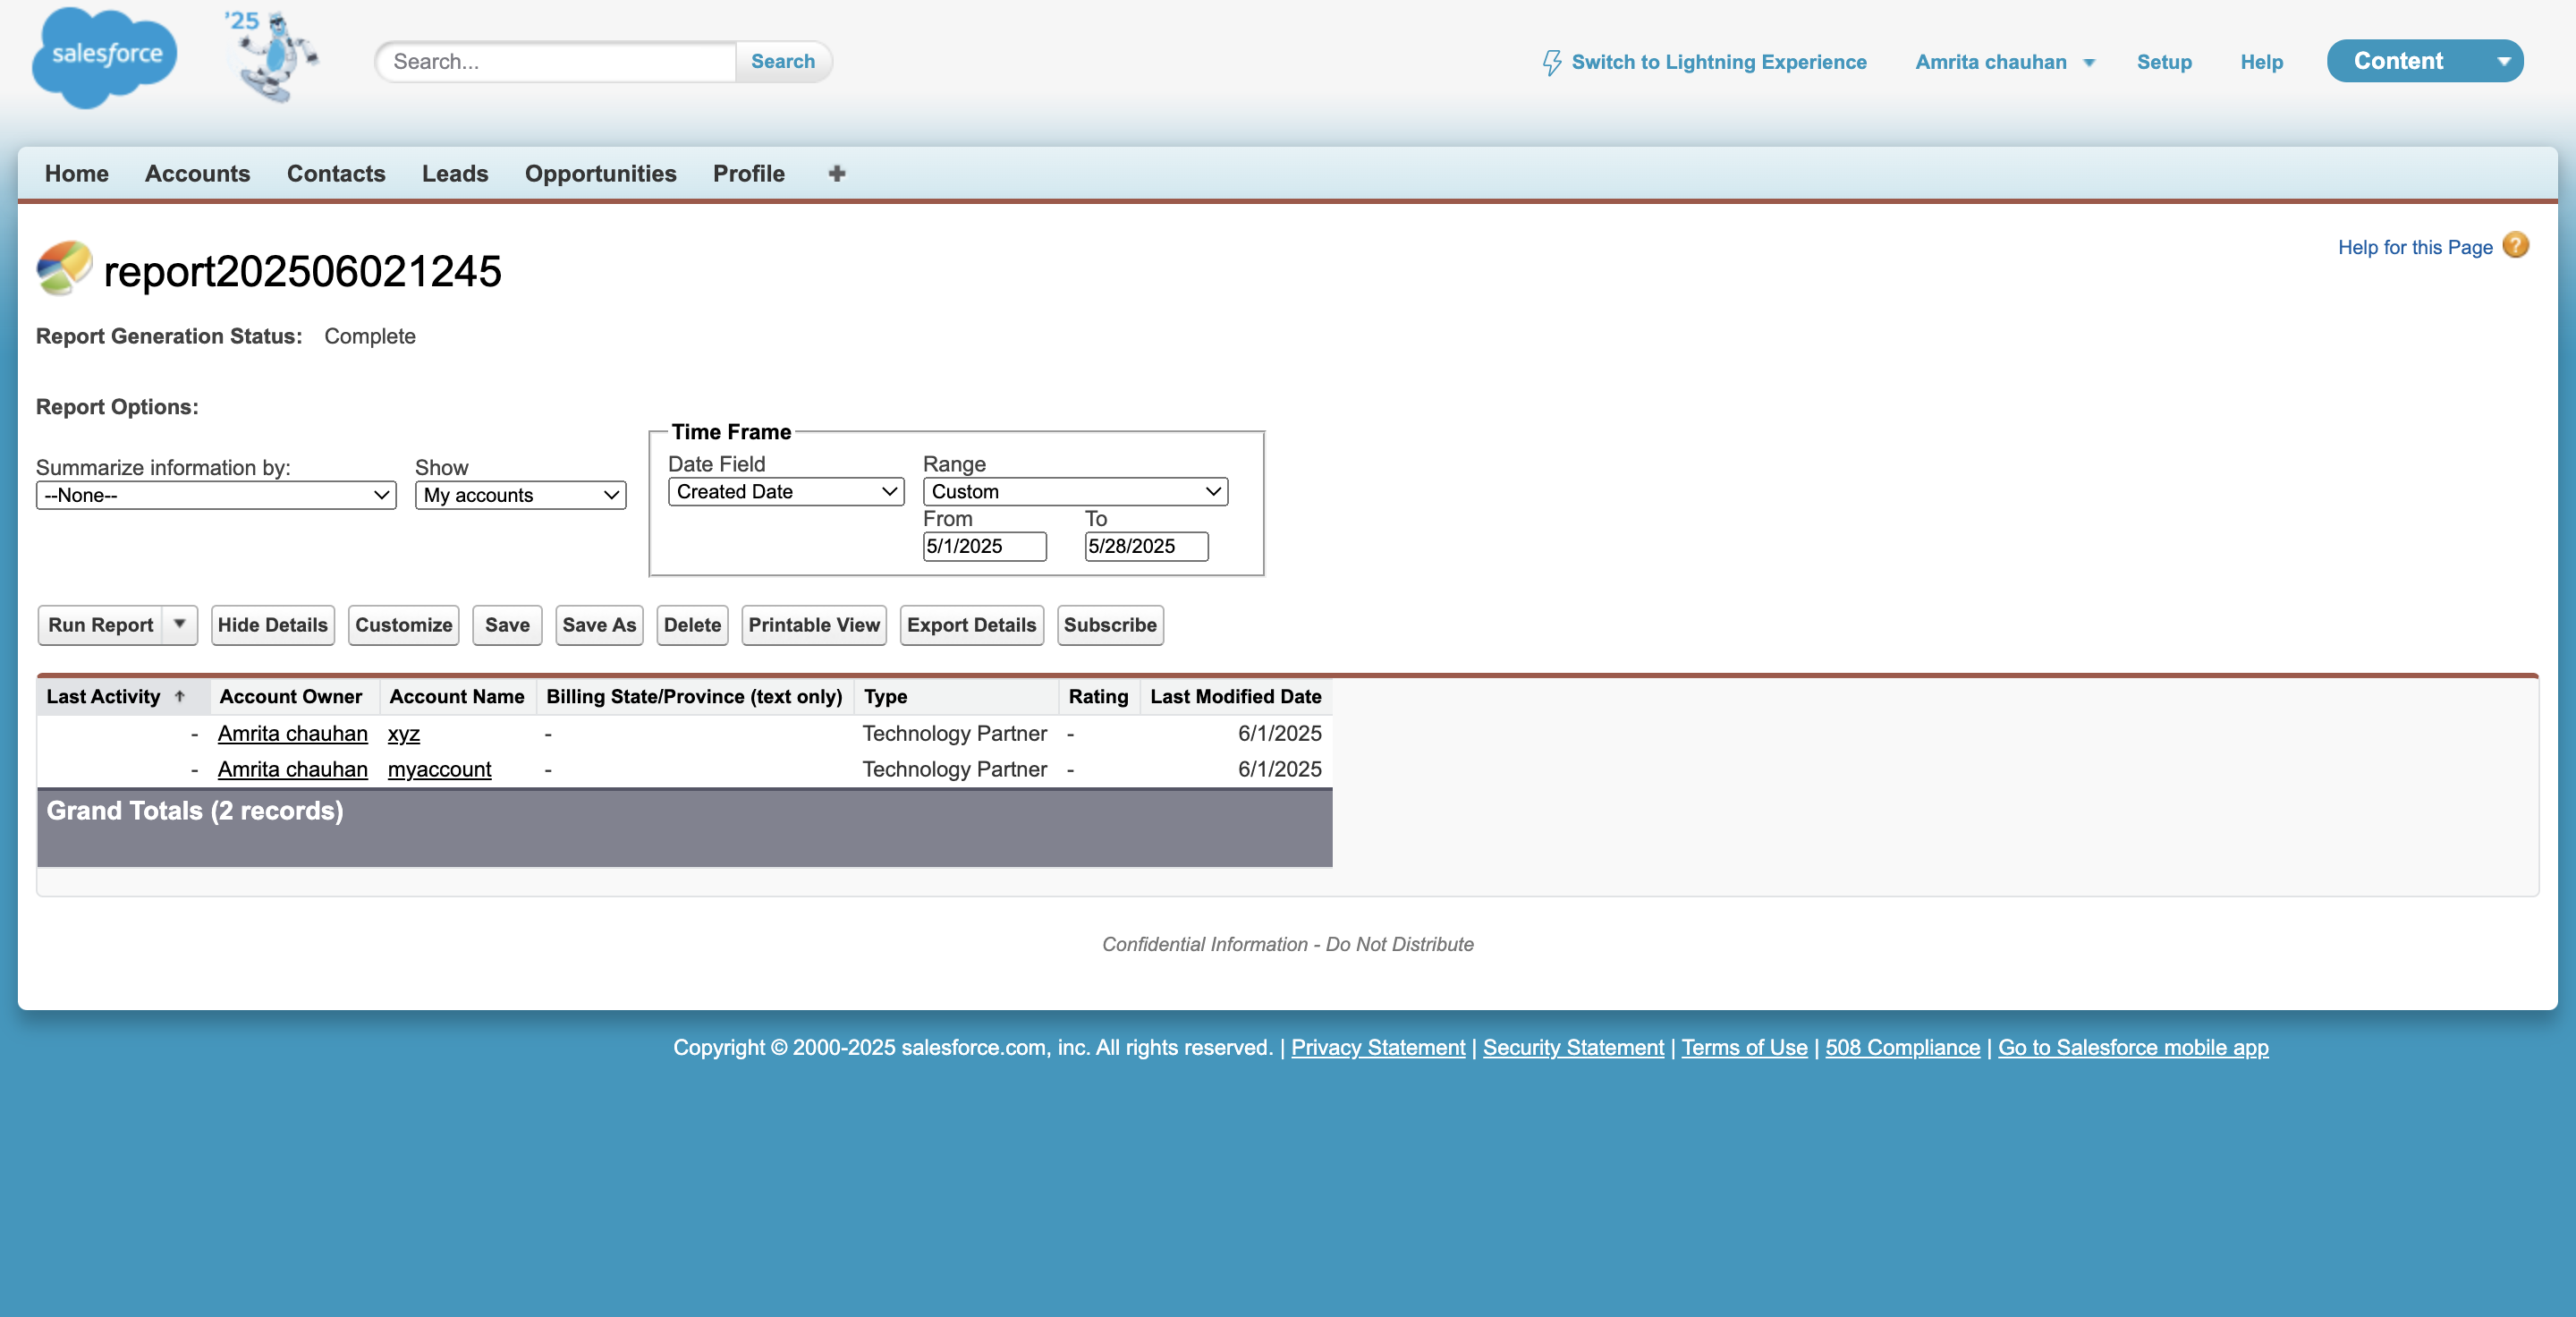 salesforce
'25
Search...
Search
Switch to Lightning Experience
Amrita chauhan
Setup
Help
Content
Home
Accounts
Contacts
Leads
Opportunities
Profile
report202506021245
Help for this Page
Report Generation Status: Complete
Report Options:
Summarize information by:
--None--
Show
My accounts
Time Frame
Date Field
Created Date
Range
Custom
From
5/1/2025
To
5/28/2025
Run Report
Hide Details
Customize
Save
Save As
Delete
Printable View
Export Details
Subscribe
Last Activity Account Owner Account Name Billing State/Province (text only) Type Rating Last Modified Date
- Amrita chauhan xyz - Technology Partner - 6/1/2025
- Amrita chauhan myaccount - Technology Partner - 6/1/2025
Grand Totals (2 records)
Confidential Information - Do Not Distribute
Copyright © 2000-2025 salesforce.com, inc. All rights reserved. | Privacy Statement | Security Statement | Terms of Use | 508 Compliance | Go to Salesforce mobile app